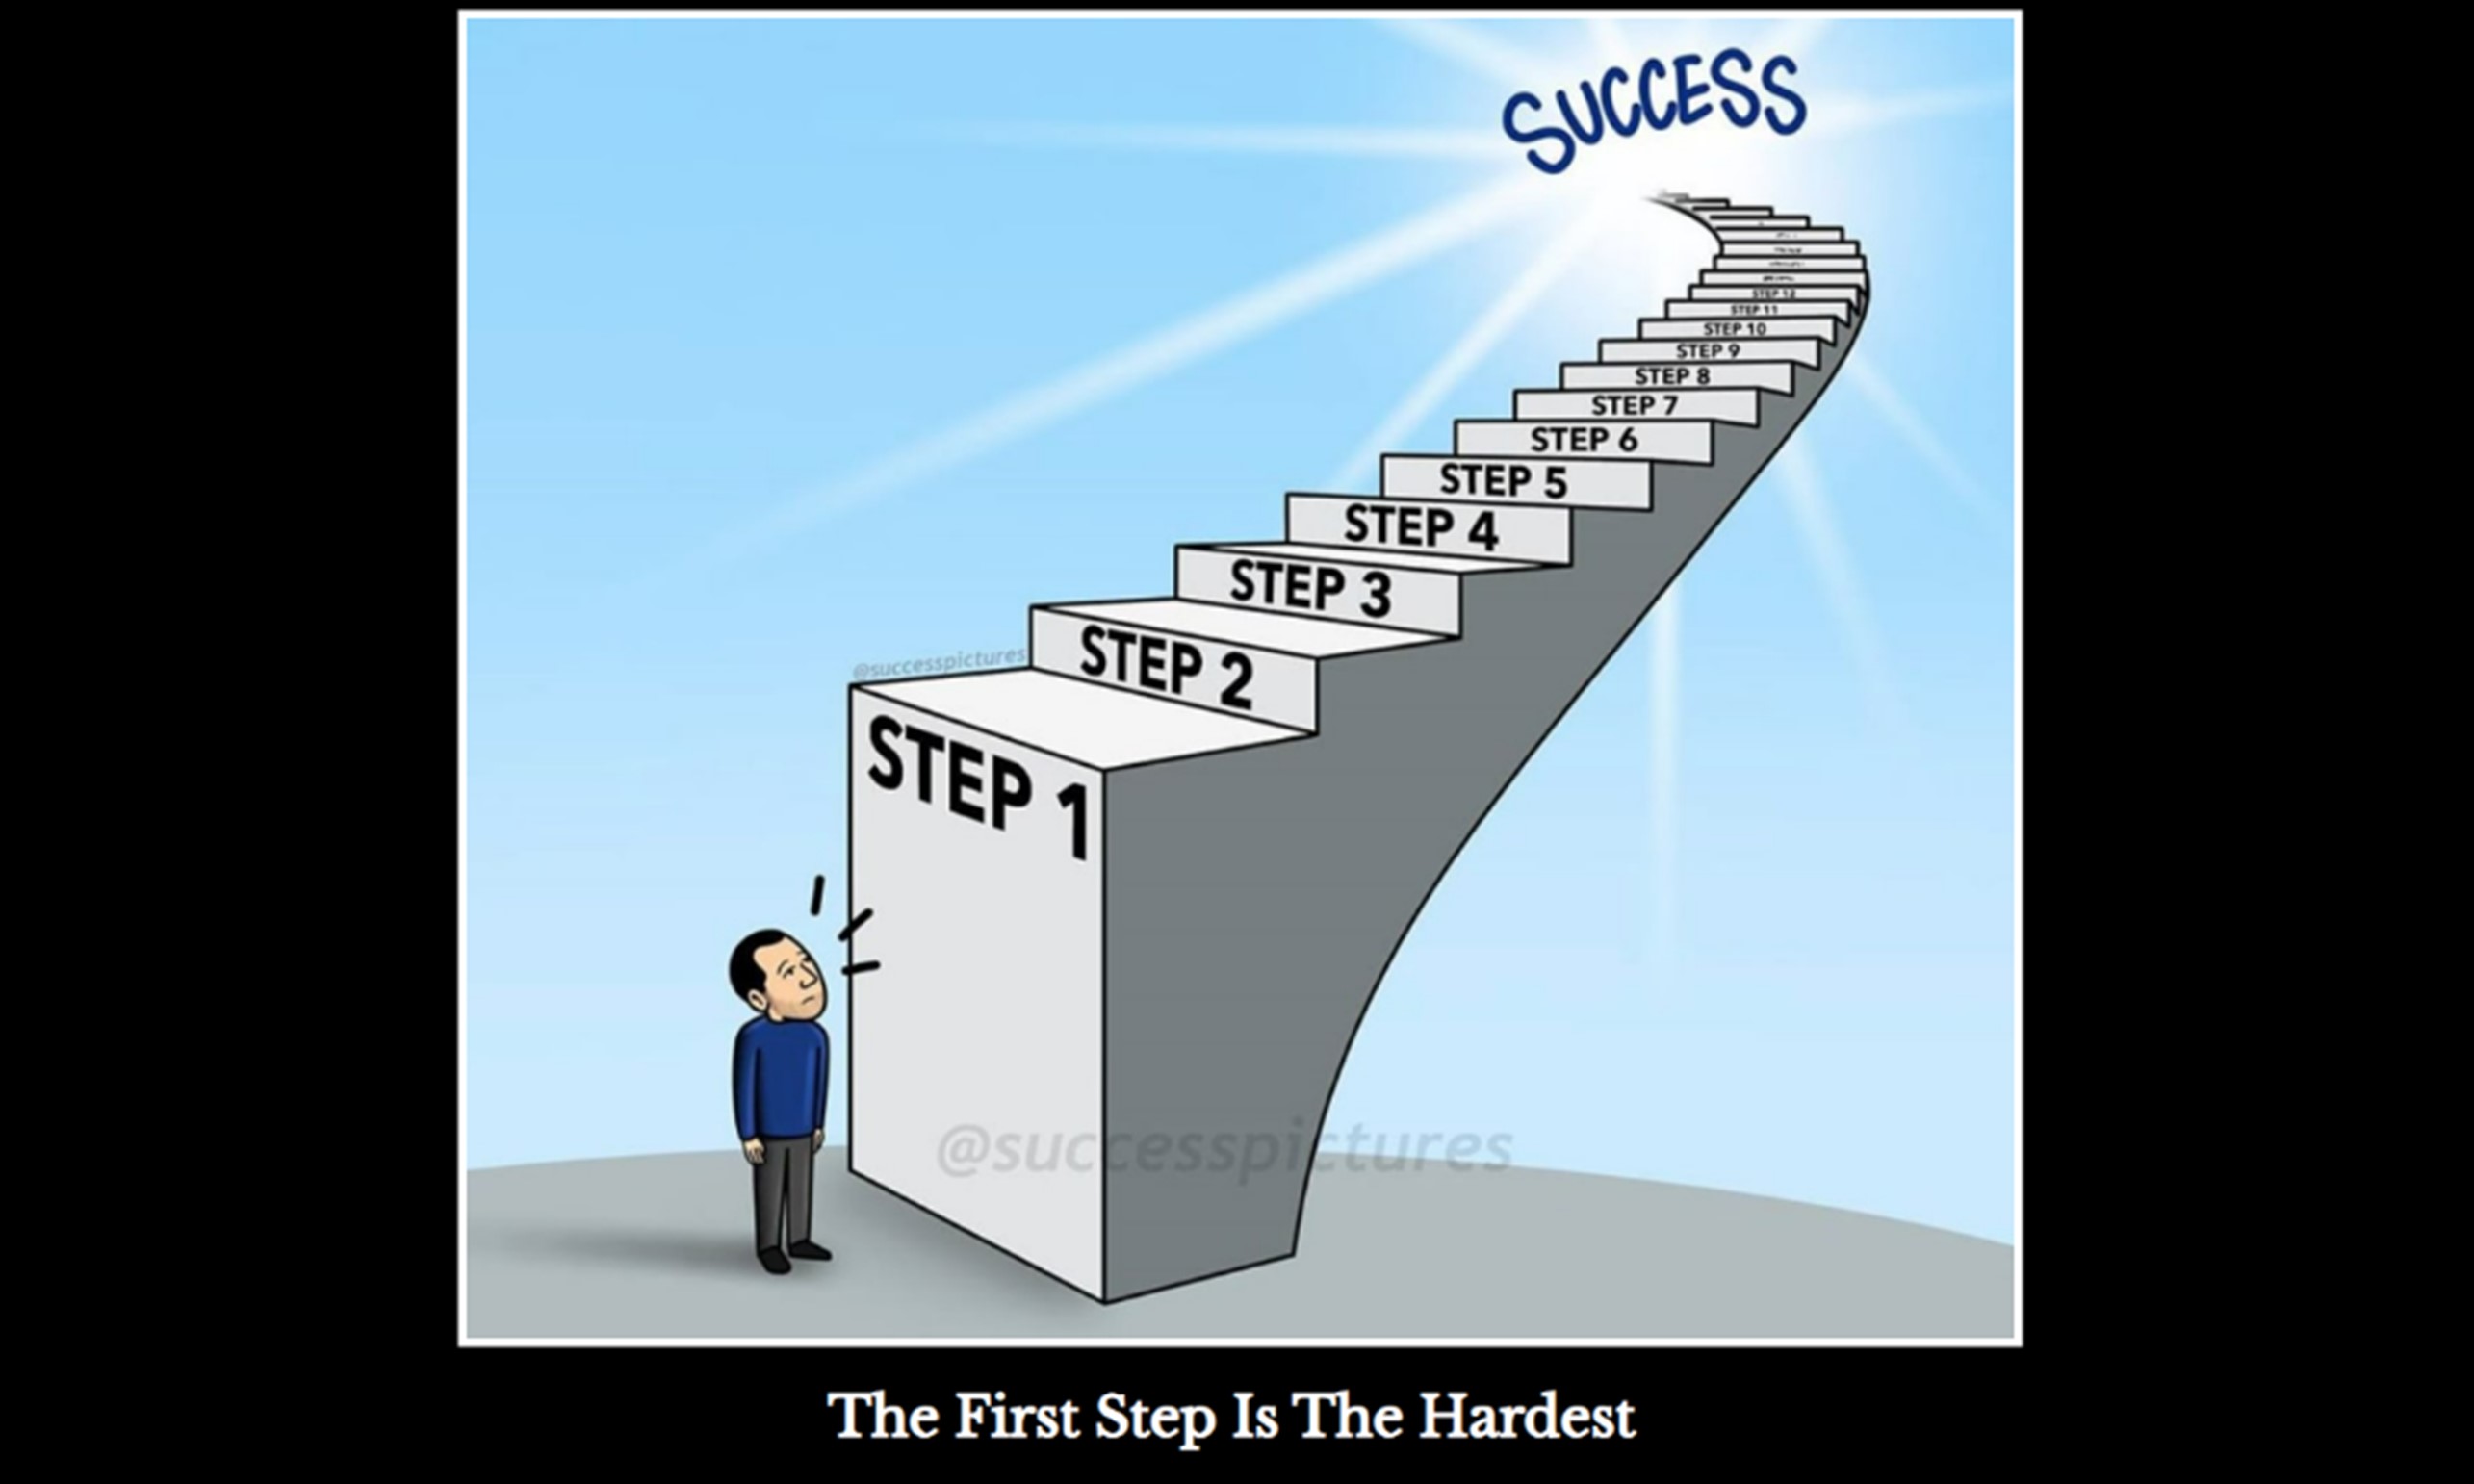 SUCCESS
STEP 12
STEP 11
STEP 10
STEP 9
STEP 8
STEP 7
STEP 6
STEP 5
STEP 4
STEP 3
STEP 2
@successpictures
STEP 1
@successpictures
The First Step Is The Hardest